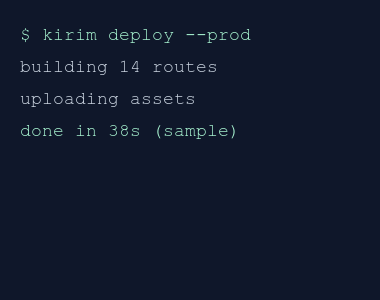 $ kirim deploy --prod
building 14 routes
uploading assets
done in 38s (sample)